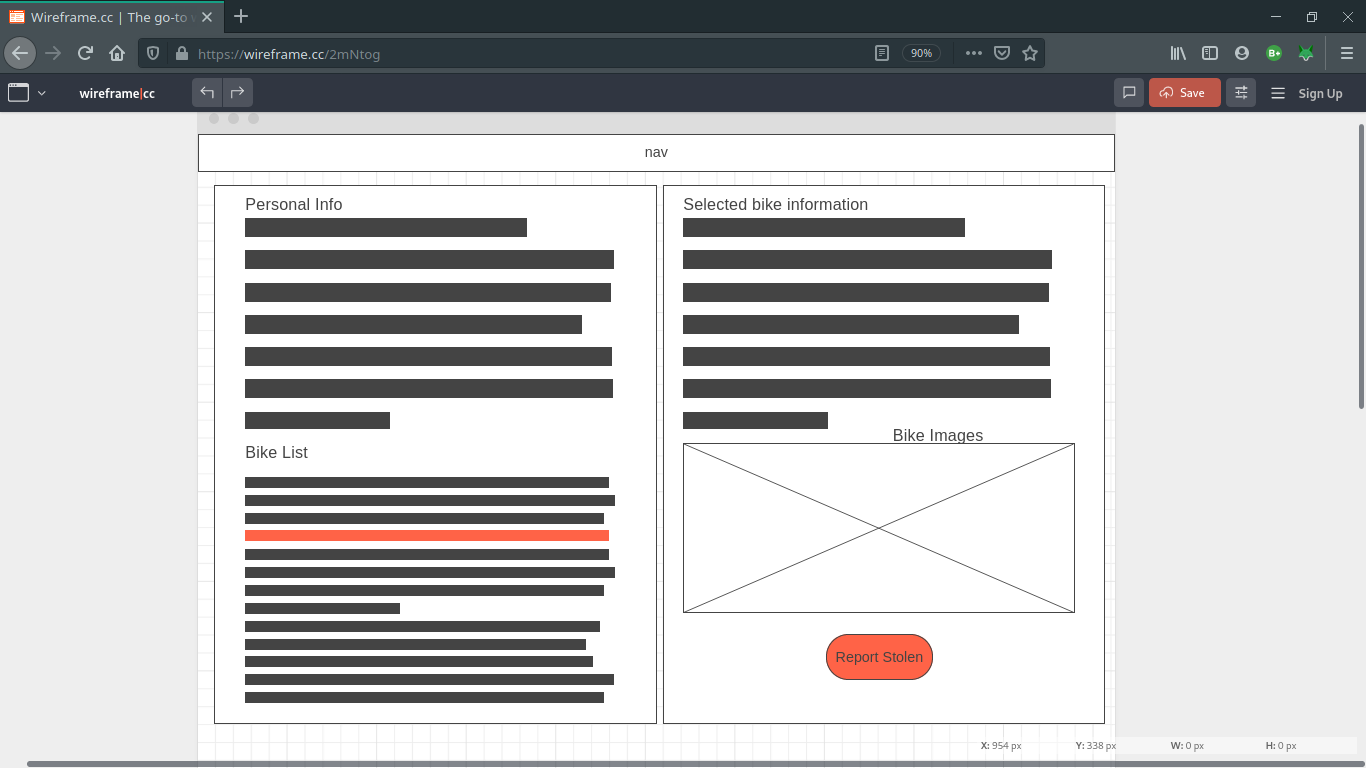 Wireframe.cc | The go-to
https://wireframe.cc/2mNtog
90%
B+
wireframe|cc
Save
Sign Up
nav
Personal Info
Bike List
Selected bike information
Bike Images
Report Stolen
X: 954 px Y: 338 px W: 0 px H: 0 px